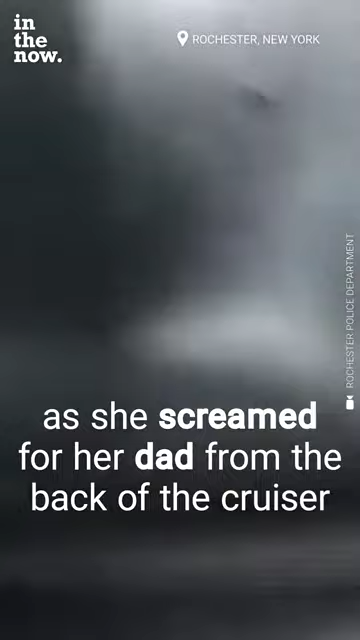 in
the
now.
ROCHESTER, NEW YORK
ROCHESTER POLICE DEPARTMENT
as she screamed
for her dad from the
back of the cruiser